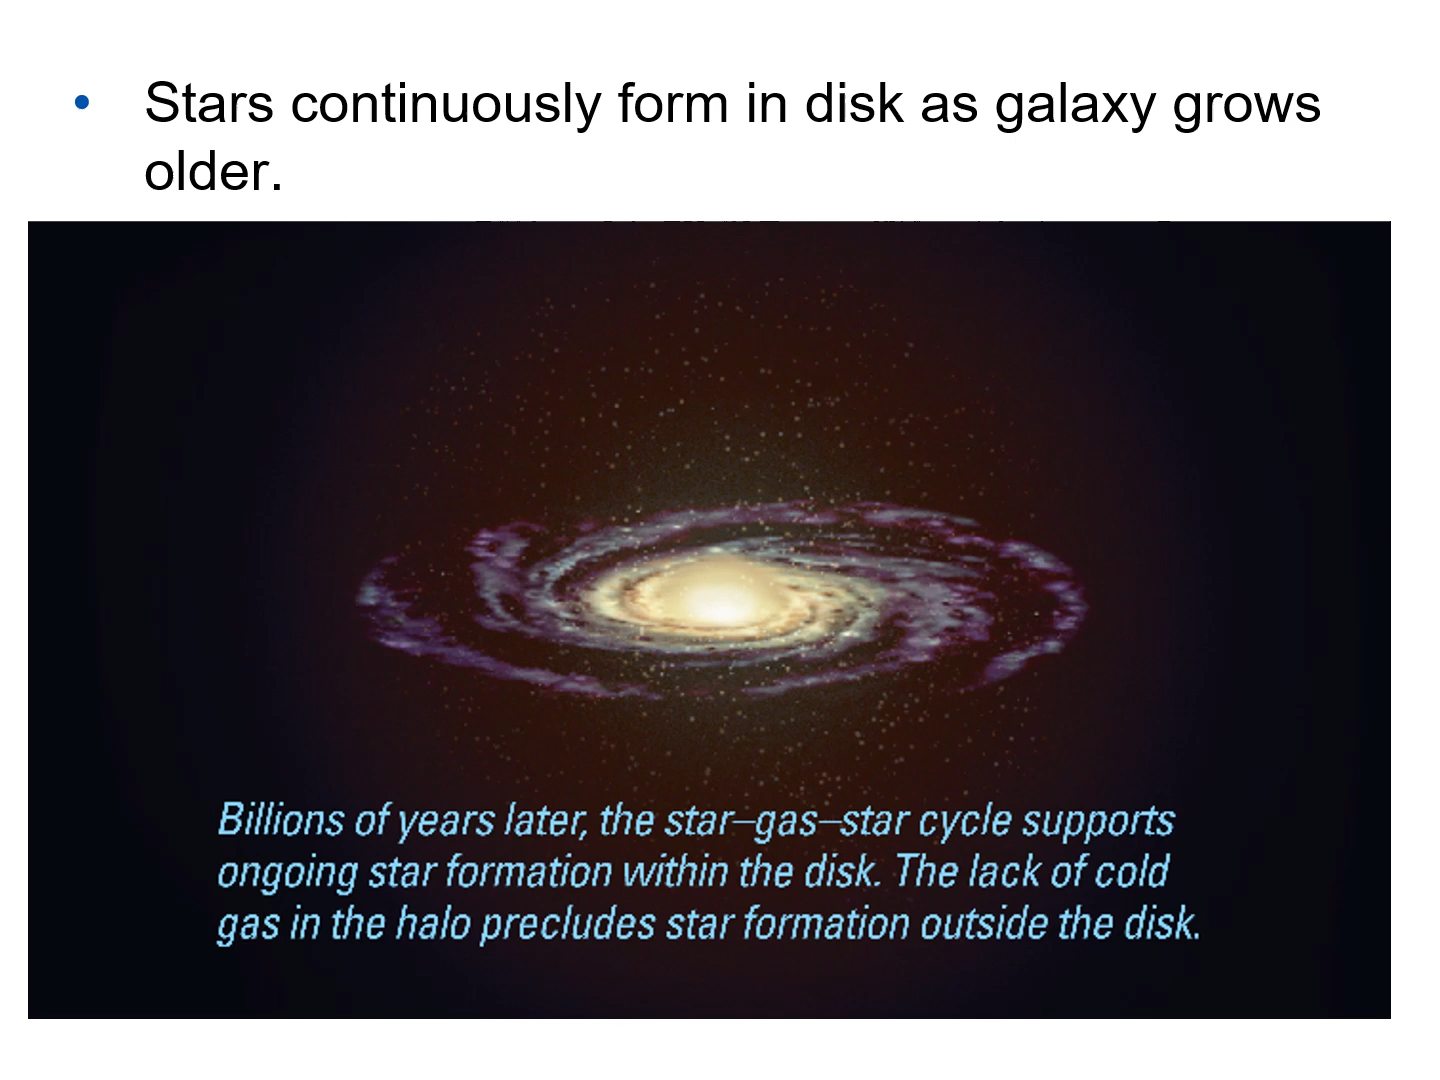 • Stars continuously form in disk as galaxy grows
older.
Billions of years later, the star–gas–star cycle supports
ongoing star formation within the disk. The lack of cold
gas in the halo precludes star formation outside the disk.